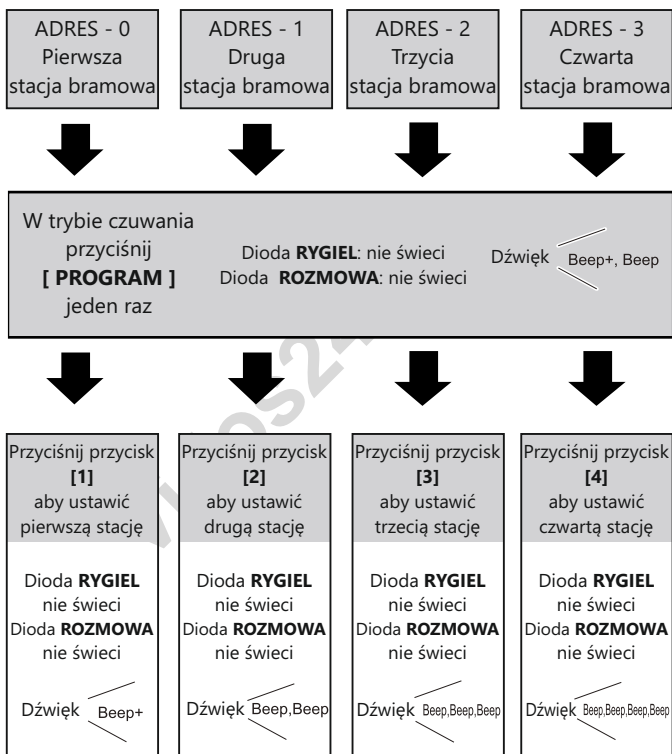 ADRES - 0
Pierwsza
stacja bramowa
ADRES - 1
Druga
stacja bramowa
ADRES - 2
Trzycia
stacja bramowa
ADRES - 3
Czwarta
stacja bramowa
W trybie czuwania
przyciśnij
[ PROGRAM ]
jeden raz
Dioda RYGIEL: nie świeci
Dioda ROZMOWA: nie świeci
Dźwięk
Beep+, Beep
Przyciśnij przycisk
[1]
aby ustawić
pierwszą stację
Dioda RYGIEL
nie świeci
Dioda ROZMOWA
nie świeci
Dźwięk
Beep+
Przyciśnij przycisk
[2]
aby ustawić
drugą stację
Dioda RYGIEL
nie świeci
Dioda ROZMOWA
nie świeci
Dźwięk
Beep,Beep
Przyciśnij przycisk
[3]
aby ustawić
trzecią stację
Dioda RYGIEL
nie świeci
Dioda ROZMOWA
nie świeci
Dźwięk
Beep,Beep,Beep
Przyciśnij przycisk
[4]
aby ustawić
czwartą stację
Dioda RYGIEL
nie świeci
Dioda ROZMOWA
nie świeci
Dźwięk
Beep,Beep,Beep,Beep